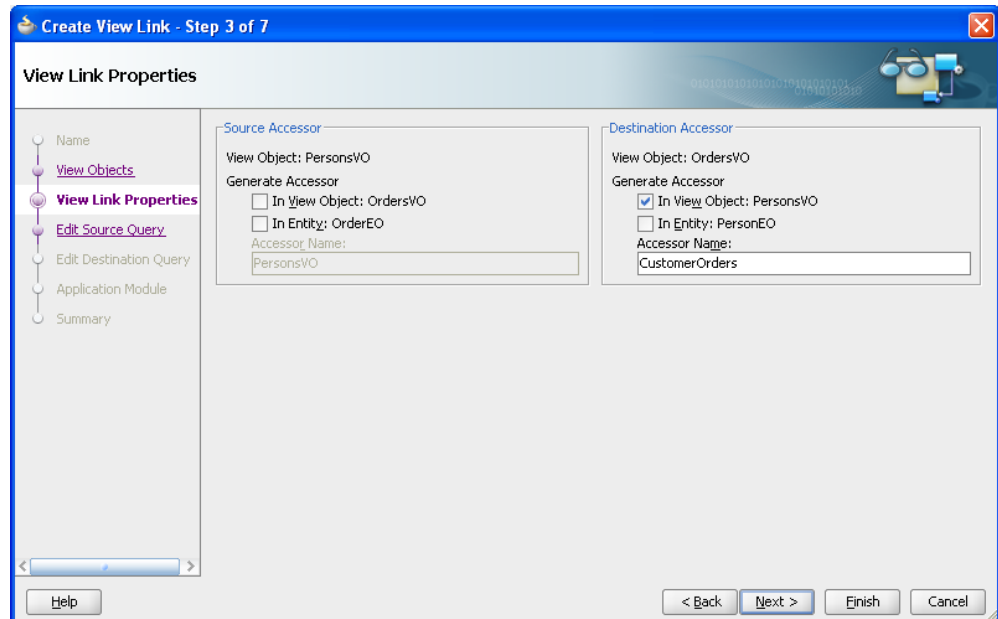 Create View Link - Step 3 of 7
View Link Properties
Name
View Objects
View Link Properties
Edit Source Query
Edit Destination Query
Application Module
Summary
Source Accessor
View Object: PersonsVO
Generate Accessor
In View Object: OrdersVO
In Entity: OrderEO
Accessor Name:
PersonsVO
Destination Accessor
View Object: OrdersVO
Generate Accessor
In View Object: PersonsVO
In Entity: PersonEO
Accessor Name:
CustomerOrders
Help
< Back
Next >
Finish
Cancel